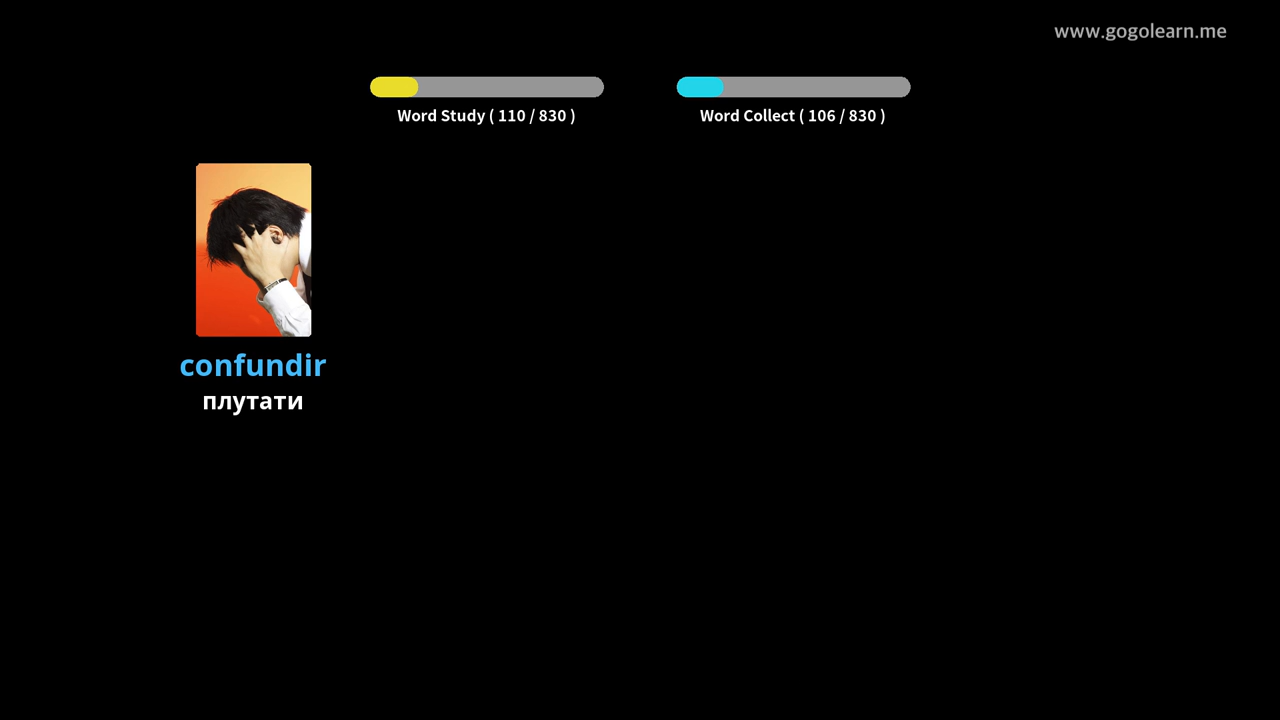 www.gogolearn.me
Word Study ( 110 / 830 )
Word Collect ( 106 / 830 )
confundir
плутати